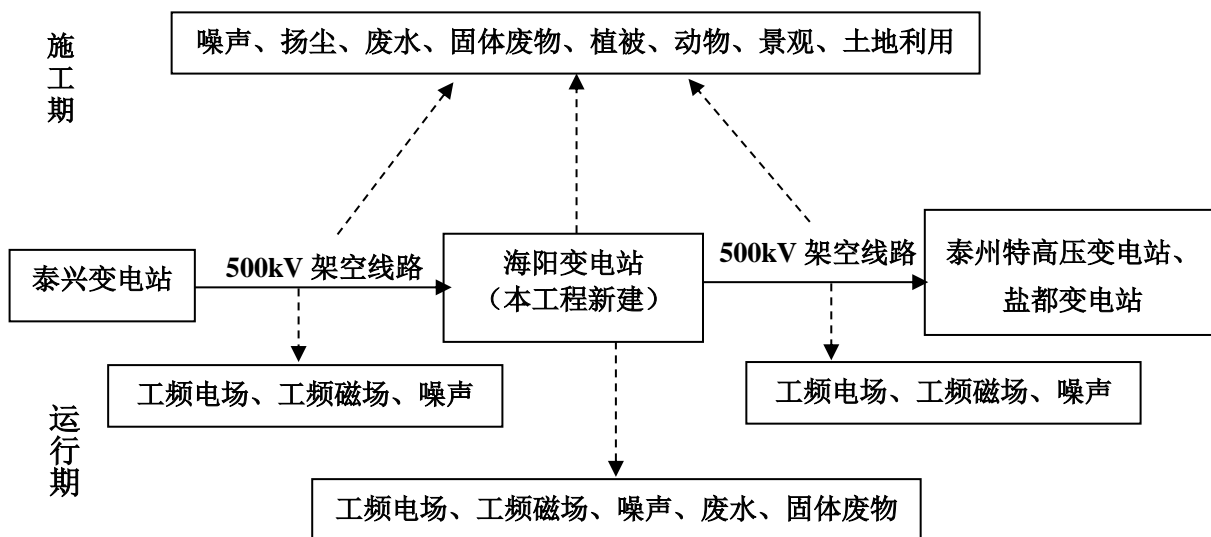 施
工
期
噪声、扬尘、废水、固体废物、植被、动物、景观、土地利用
泰兴变电站
500kV 架空线路
海阳变电站
（本工程新建）
500kV 架空线路
泰州特高压变电站、
盐都变电站
工频电场、工频磁场、噪声
工频电场、工频磁场、噪声
运
行
期
工频电场、工频磁场、噪声、废水、固体废物